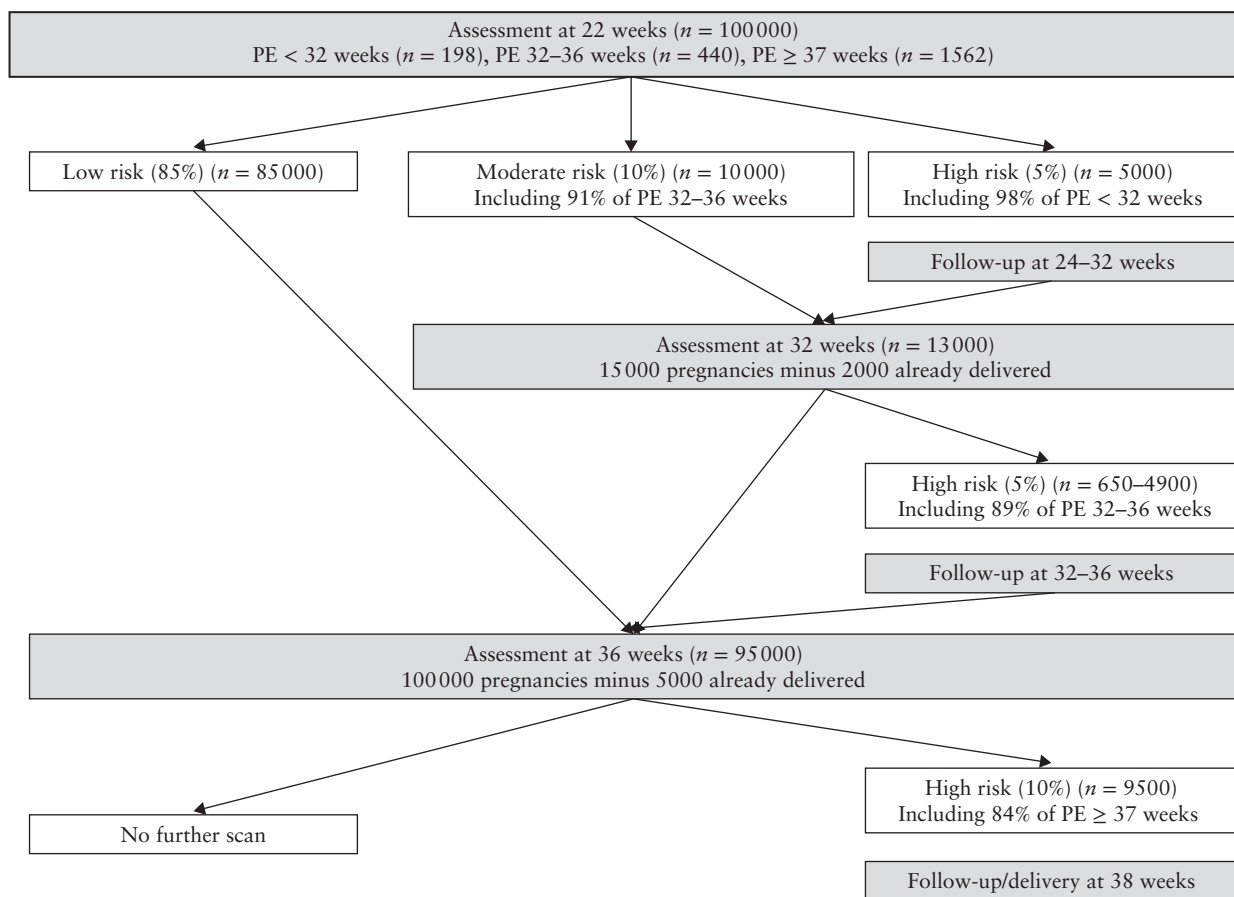 Assessment at 22 weeks (n = 100 000)
PE < 32 weeks (n = 198), PE 32–36 weeks (n = 440), PE ≥ 37 weeks (n = 1562)
Low risk (85%) (n = 85 000)
Moderate risk (10%) (n = 10 000)
Including 91% of PE 32–36 weeks
High risk (5%) (n = 5000)
Including 98% of PE < 32 weeks
Follow-up at 24–32 weeks
Assessment at 32 weeks (n = 13 000)
15 000 pregnancies minus 2000 already delivered
High risk (5%) (n = 650–4900)
Including 89% of PE 32–36 weeks
Follow-up at 32–36 weeks
Assessment at 36 weeks (n = 95 000)
100 000 pregnancies minus 5000 already delivered
High risk (10%) (n = 9500)
Including 84% of PE ≥ 37 weeks
No further scan
Follow-up/delivery at 38 weeks